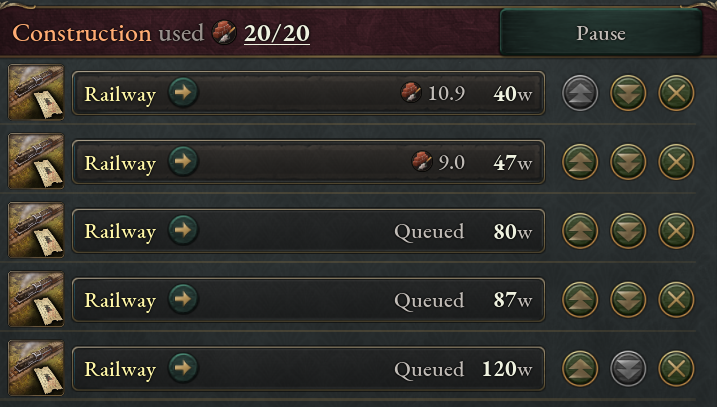 Construction used 20/20 Pause
Railway 10.9 40w
Railway 9.0 47w
Railway Queued 80w
Railway Queued 87w
Railway Queued 120w